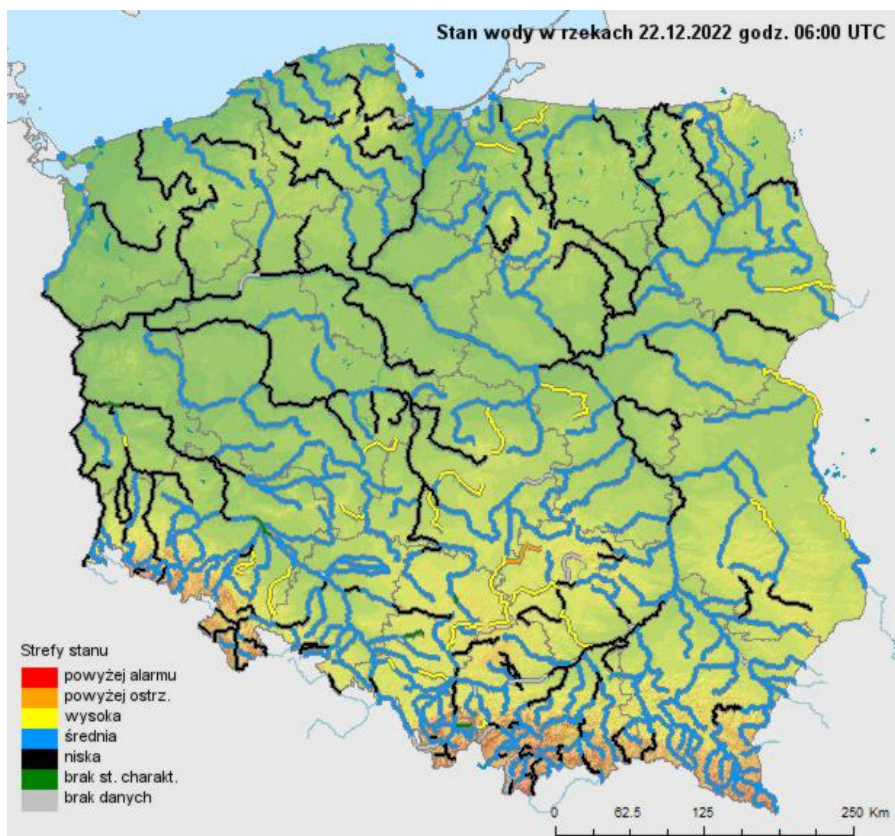 Stan wody w rzekach 22.12.2022 godz. 06:00 UTC
Strefy stanu
powyżej alarmu
powyżej ostrz.
wysoka
średnia
niska
brak st. charakt.
brak danych
0 62.5 125 250 Km